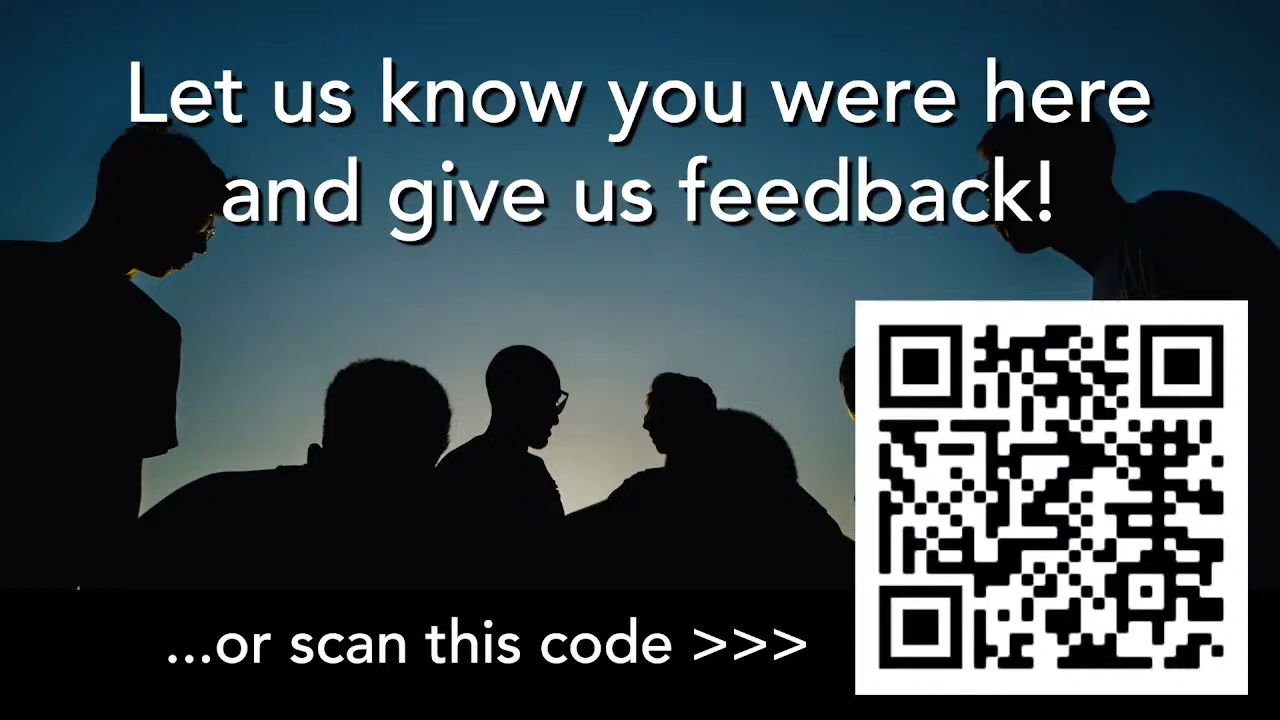 Let us know you were here
and give us feedback!
...or scan this code >>>